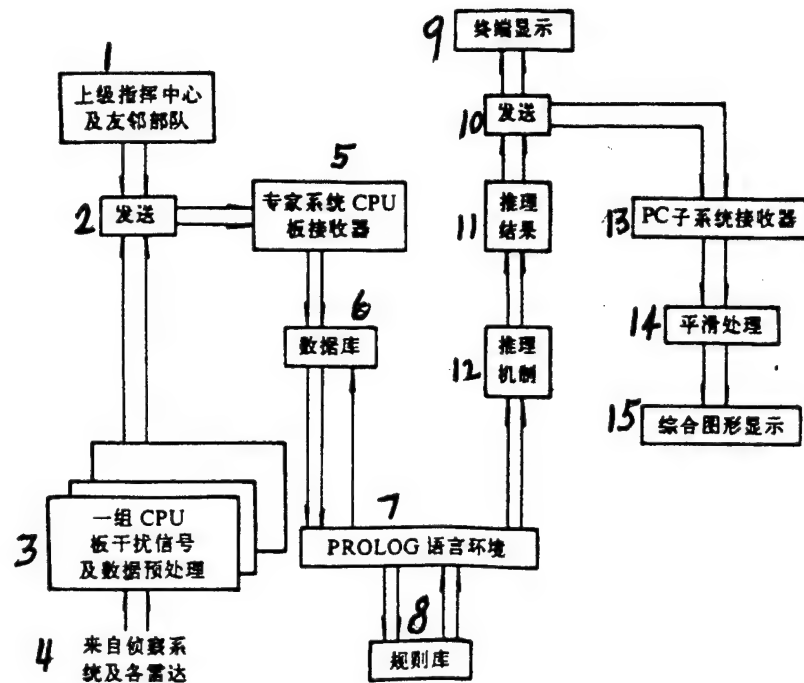 1
上级指挥中心
及友邻部队
2
发送
3
一组 CPU
板干扰信号
及数据预处理
4
来自侦察系
统及各雷达
5
专家系统 CPU
板接收器
6
数据库
7
PROLOG 语言环境
8
规则库
9
终端显示
10
发送
11
推理
结果
12
推理
机制
13
PC 子系统接收器
14
平滑处理
15
综合图形显示